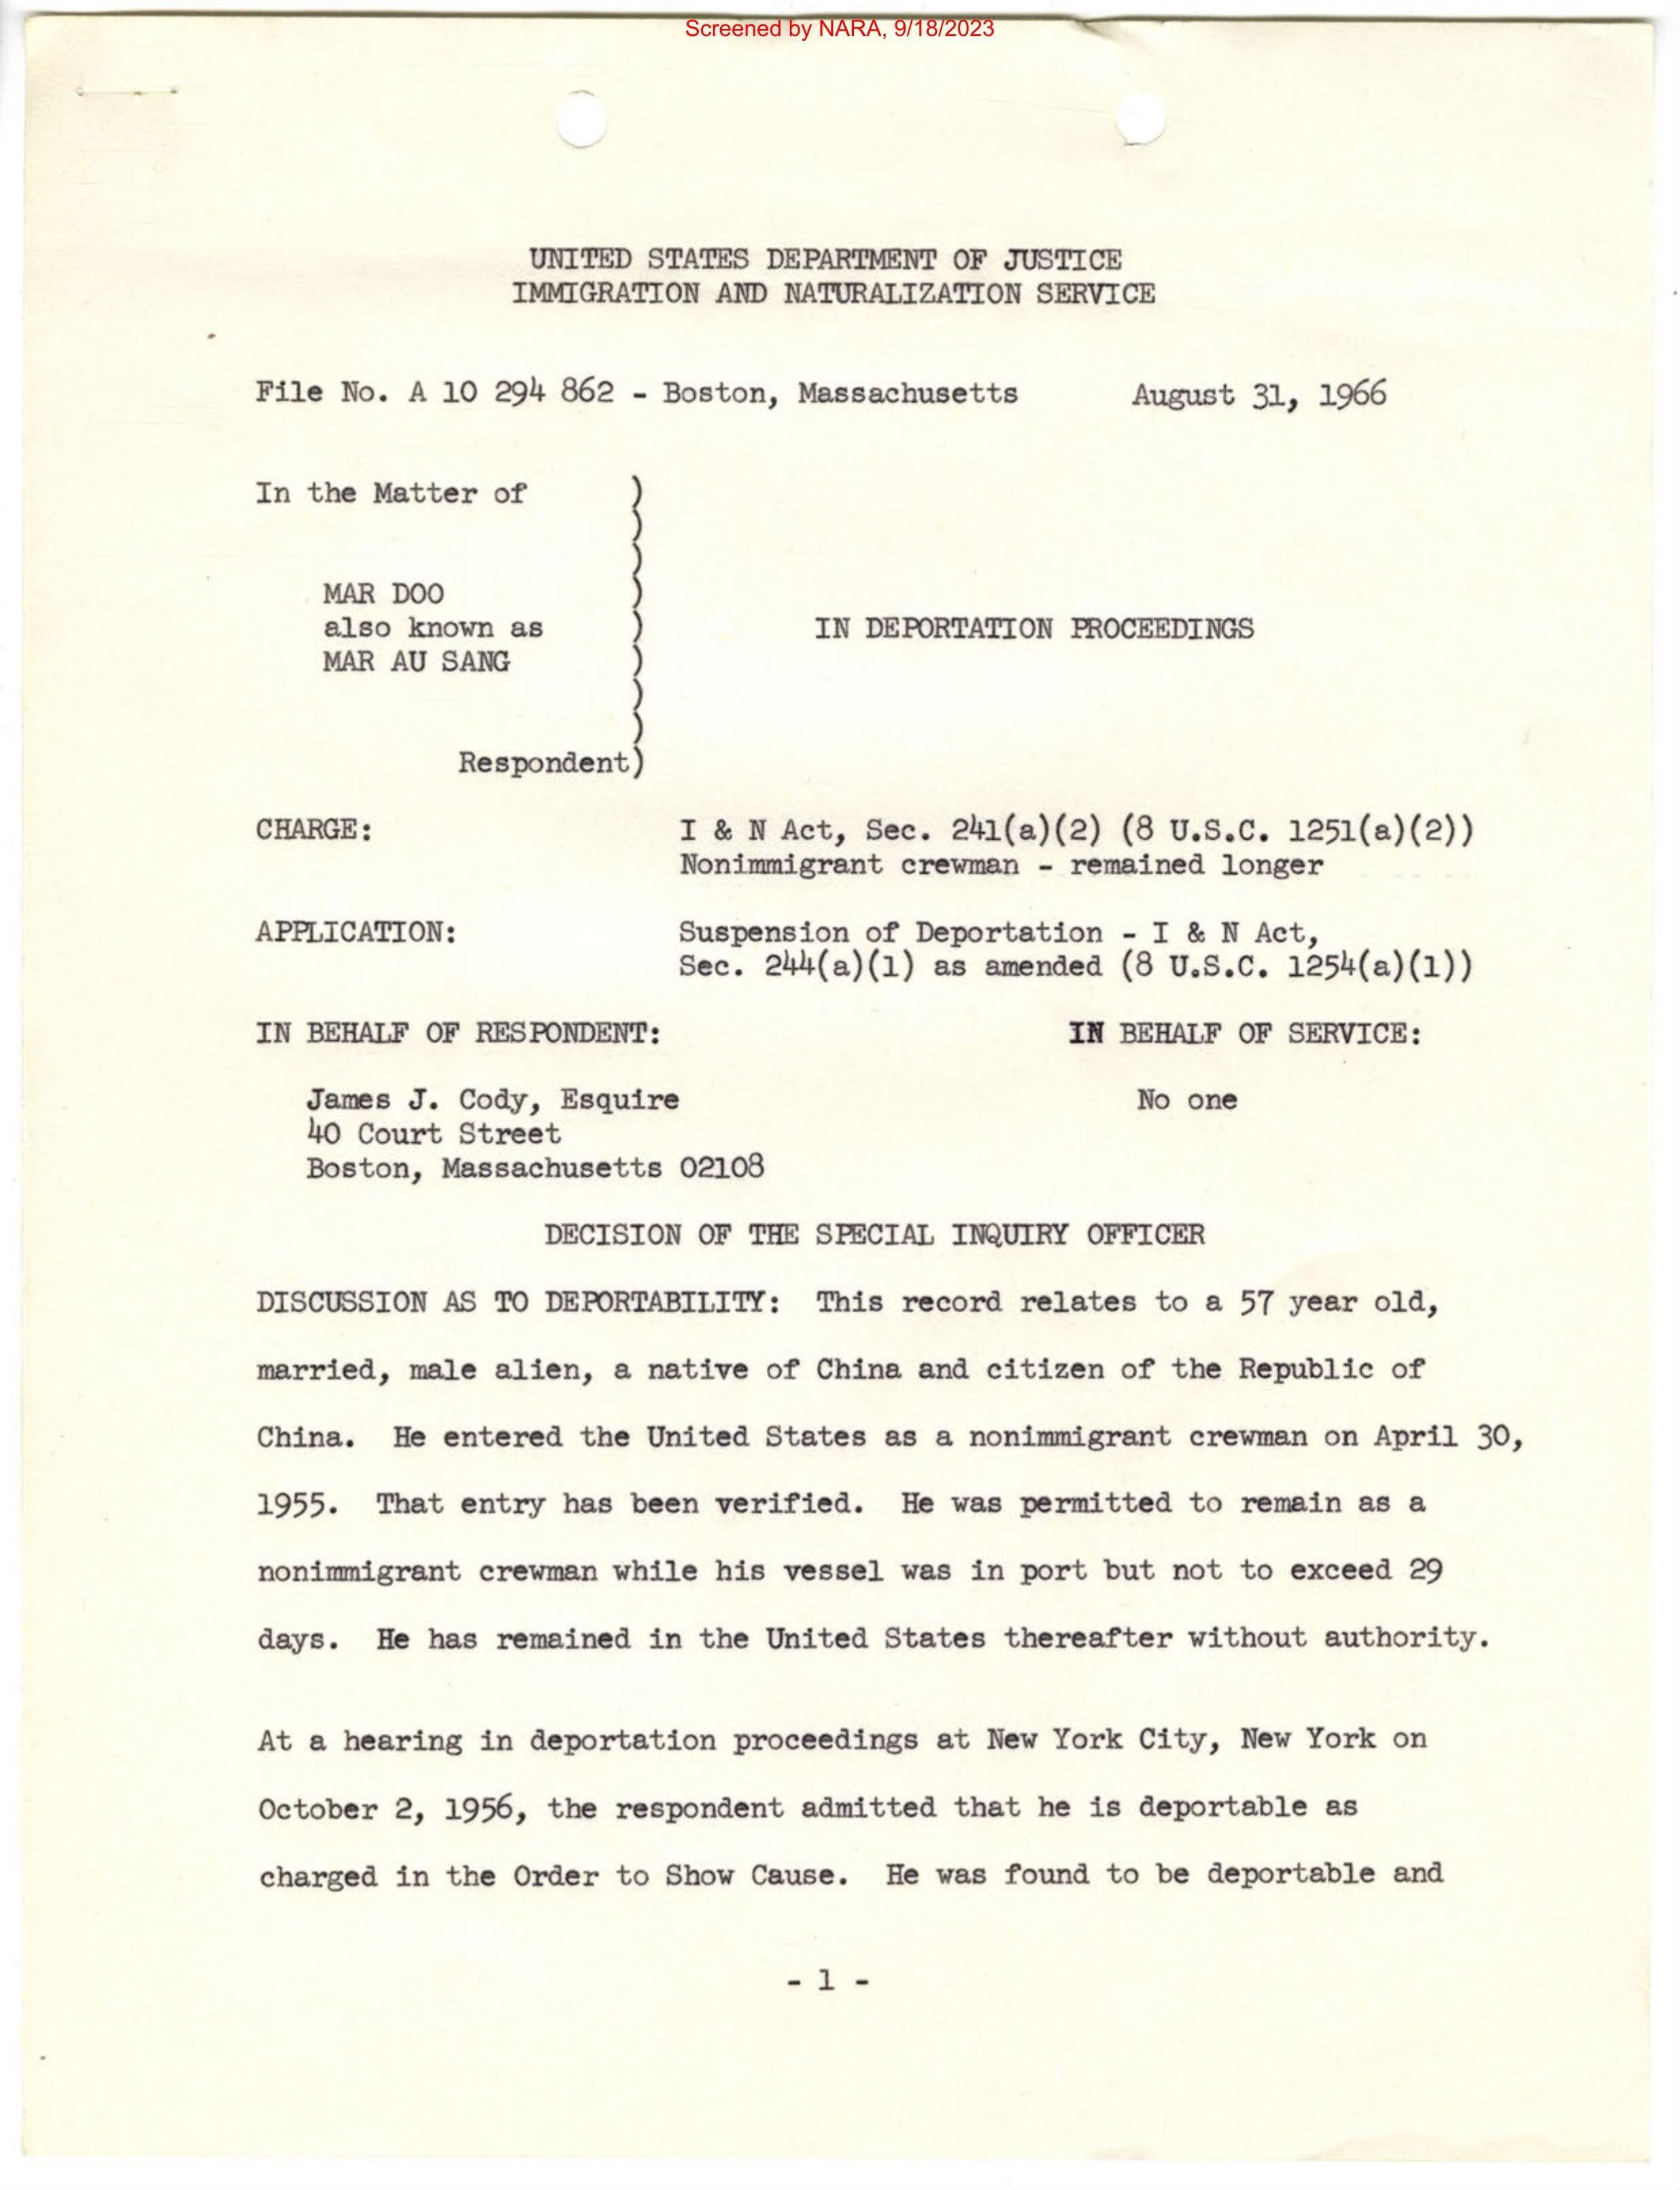 Screened by NARA, 9/18/2023
UNITED STATES DEPARTMENT OF JUSTICE
IMMIGRATION AND NATURALIZATION SERVICE
File No. A 10 294 862 - Boston, Massachusetts August 31, 1966
In the Matter of )
)
)
MAR DOO )
also known as ) IN DEPORTATION PROCEEDINGS
MAR AU SANG )
)
)
Respondent)
CHARGE: I & N Act, Sec. 241(a)(2) (8 U.S.C. 1251(a)(2))
Nonimmigrant crewman - remained longer
APPLICATION: Suspension of Deportation - I & N Act,
Sec. 244(a)(1) as amended (8 U.S.C. 1254(a)(1))
IN BEHALF OF RESPONDENT: IN BEHALF OF SERVICE:
James J. Cody, Esquire No one
40 Court Street
Boston, Massachusetts 02108
DECISION OF THE SPECIAL INQUIRY OFFICER
DISCUSSION AS TO DEPORTABILITY: This record relates to a 57 year old,
married, male alien, a native of China and citizen of the Republic of
China. He entered the United States as a nonimmigrant crewman on April 30,
1955. That entry has been verified. He was permitted to remain as a
nonimmigrant crewman while his vessel was in port but not to exceed 29
days. He has remained in the United States thereafter without authority.
At a hearing in deportation proceedings at New York City, New York on
October 2, 1956, the respondent admitted that he is deportable as
charged in the Order to Show Cause. He was found to be deportable and
- 1 -